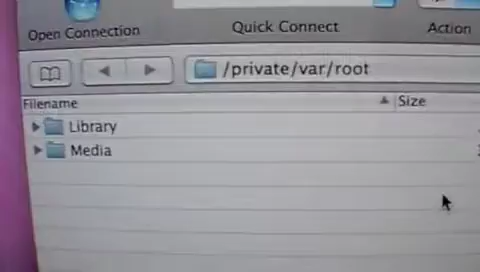 Open Connection Quick Connect Action
/private/var/root
Filename Size
Library
Media